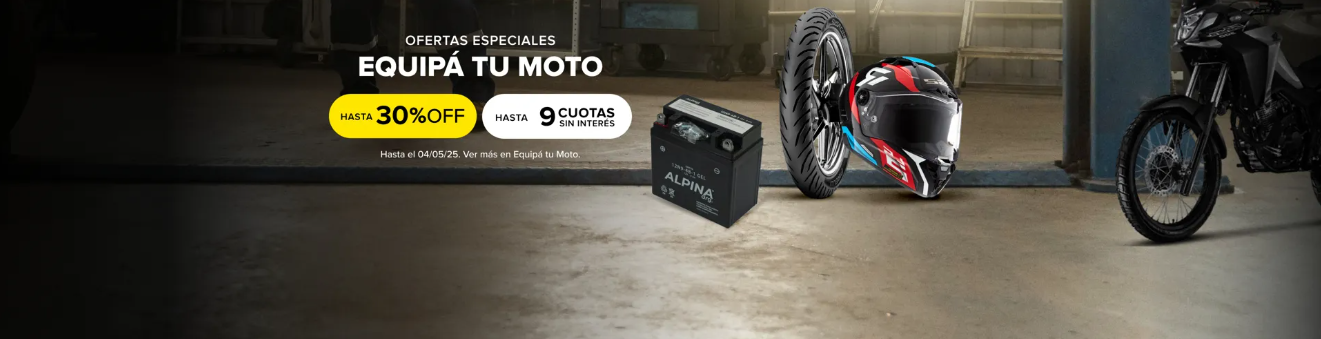 OFERTAS ESPECIALES
EQUIPÁ TU MOTO
HASTA 30%OFF
HASTA 9 CUOTAS SIN INTERÉS
Hasta el 04/05/25. Ver más en Equipá tu Moto.
ALPINA